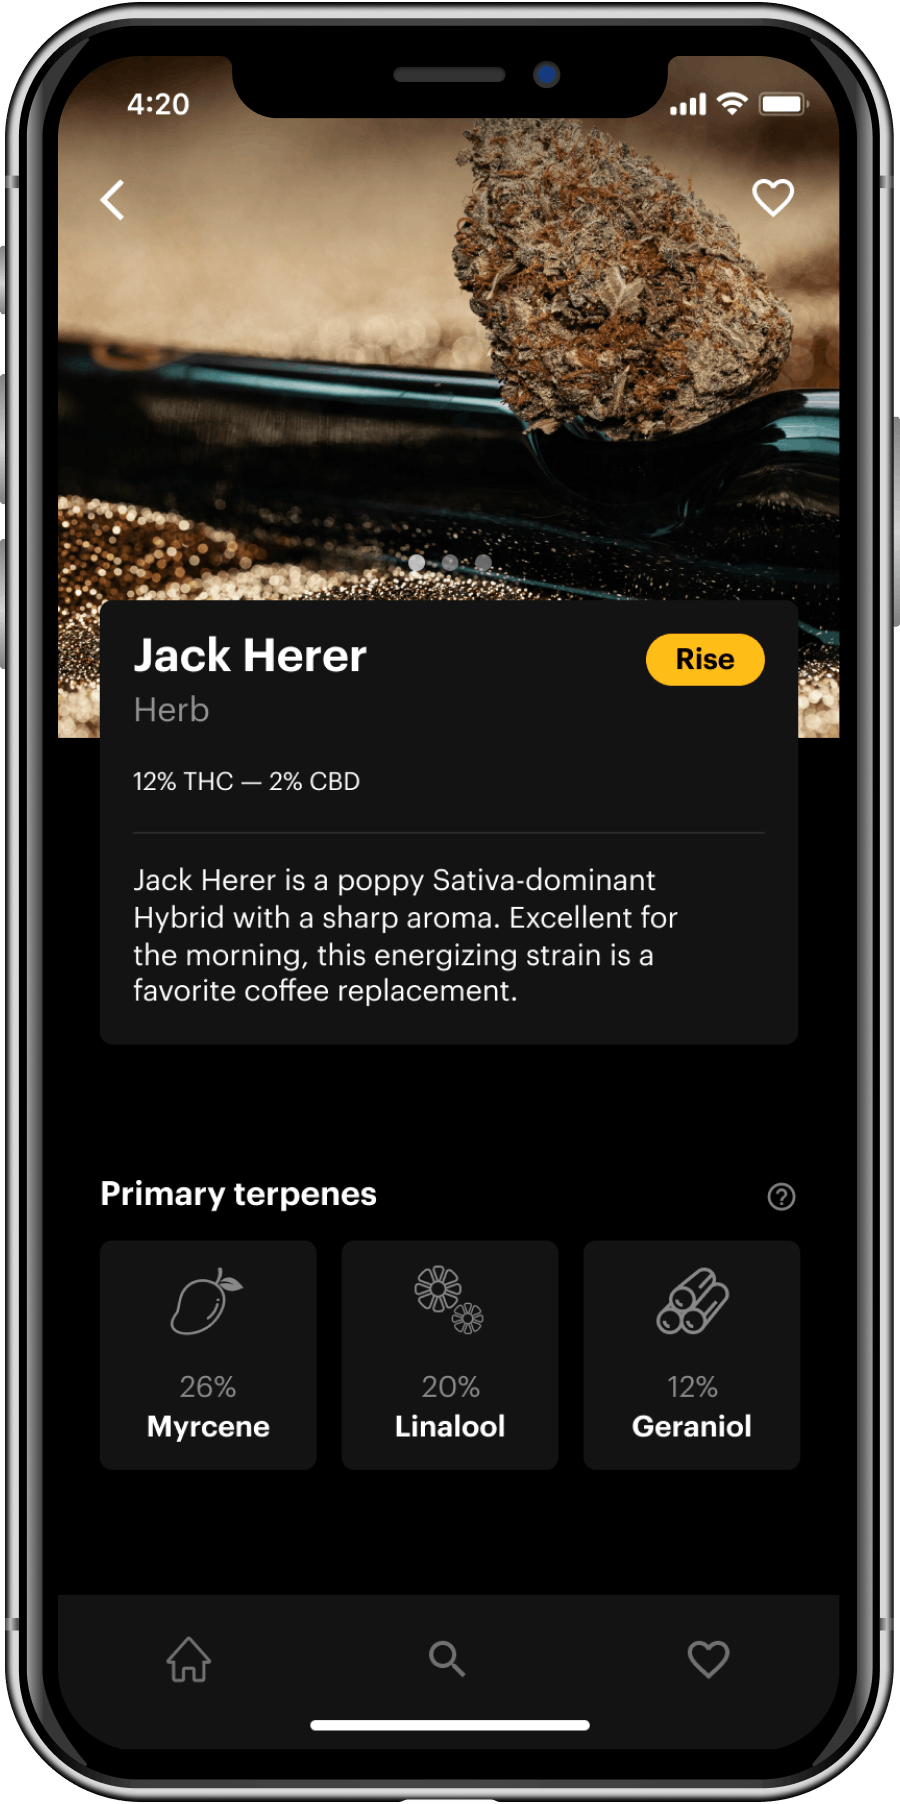 4:20
Jack Herer
Rise
Herb
12% THC — 2% CBD
Jack Herer is a poppy Sativa-dominant
Hybrid with a sharp aroma. Excellent for
the morning, this energizing strain is a
favorite coffee replacement.
Primary terpenes
?
26%
Myrcene
20%
Linalool
12%
Geraniol